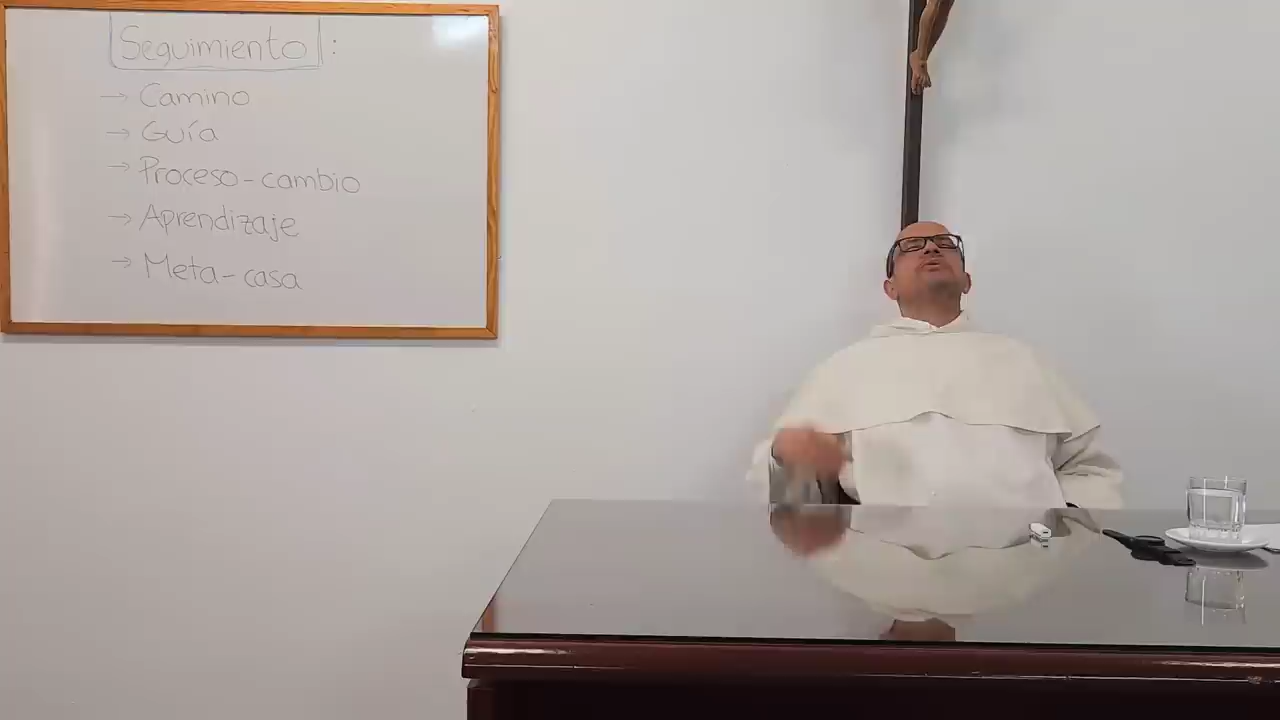 Seguimiento :
→ Camino
→ Guía
→ Proceso-cambio
→ Aprendizaje
→ Meta-casa